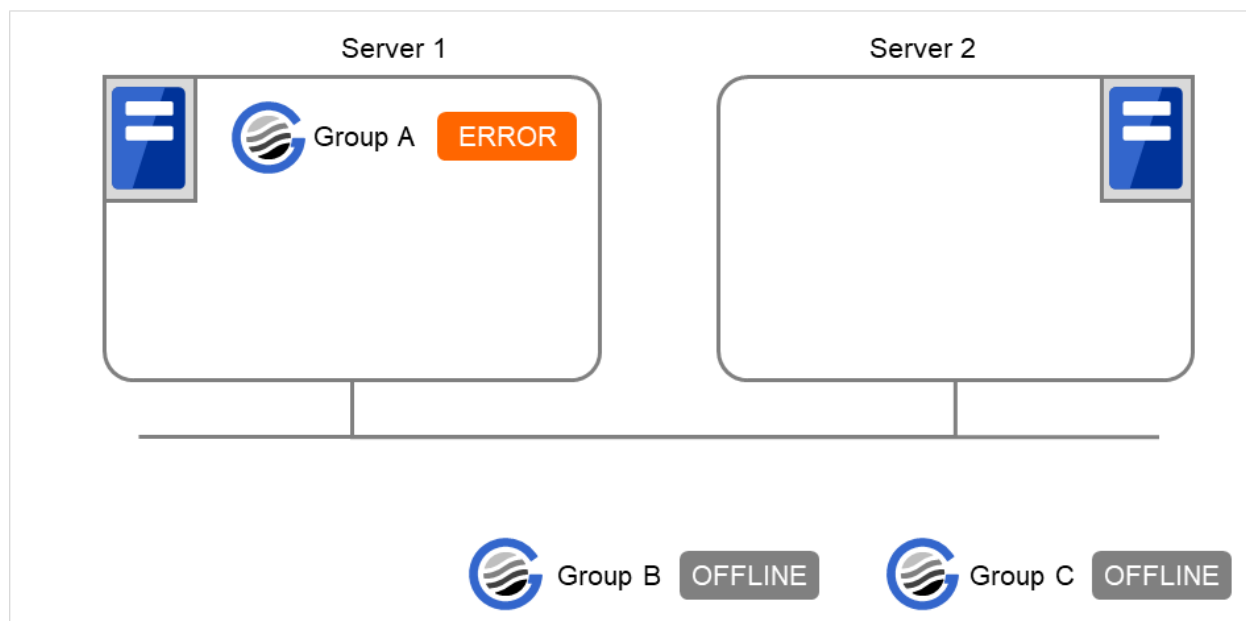 Server 1
Server 2
Group A ERROR
Group B OFFLINE
Group C OFFLINE